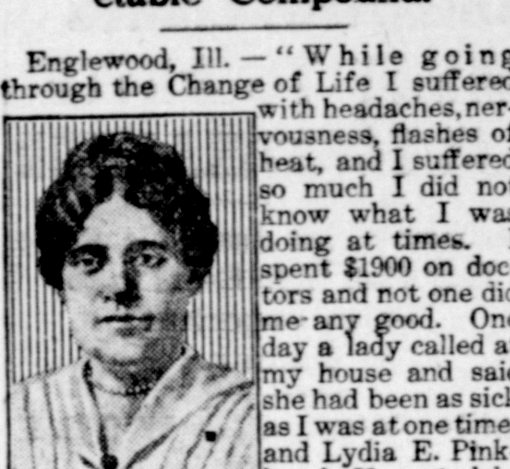 Compound.
Englewood, Ill. — "While going
through the Change of Life I suffered
with headaches, ner-
vousness, flashes of
heat, and I suffered
so much I did not
know what I was
doing at times. I
spent $1900 on doc-
tors and not one did
me any good. One
day a lady called at
my house and said
she had been as sick
as I was at one time,
and Lydia E. Pink-